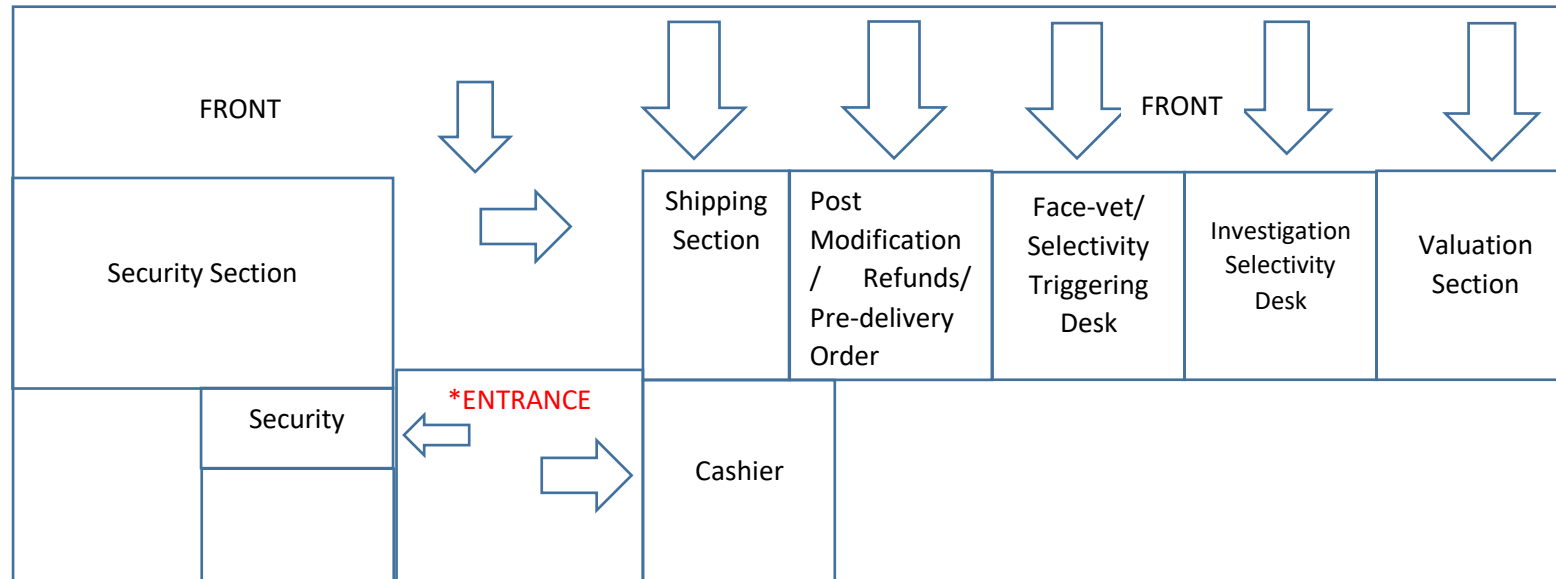 FRONT
FRONT
Security Section
Shipping
Section
Post
Modification
/ Refunds/
Pre-delivery
Order
Face-vet/
Selectivity
Triggering
Desk
Investigation
Selectivity
Desk
Valuation
Section
*ENTRANCE
Security
Cashier